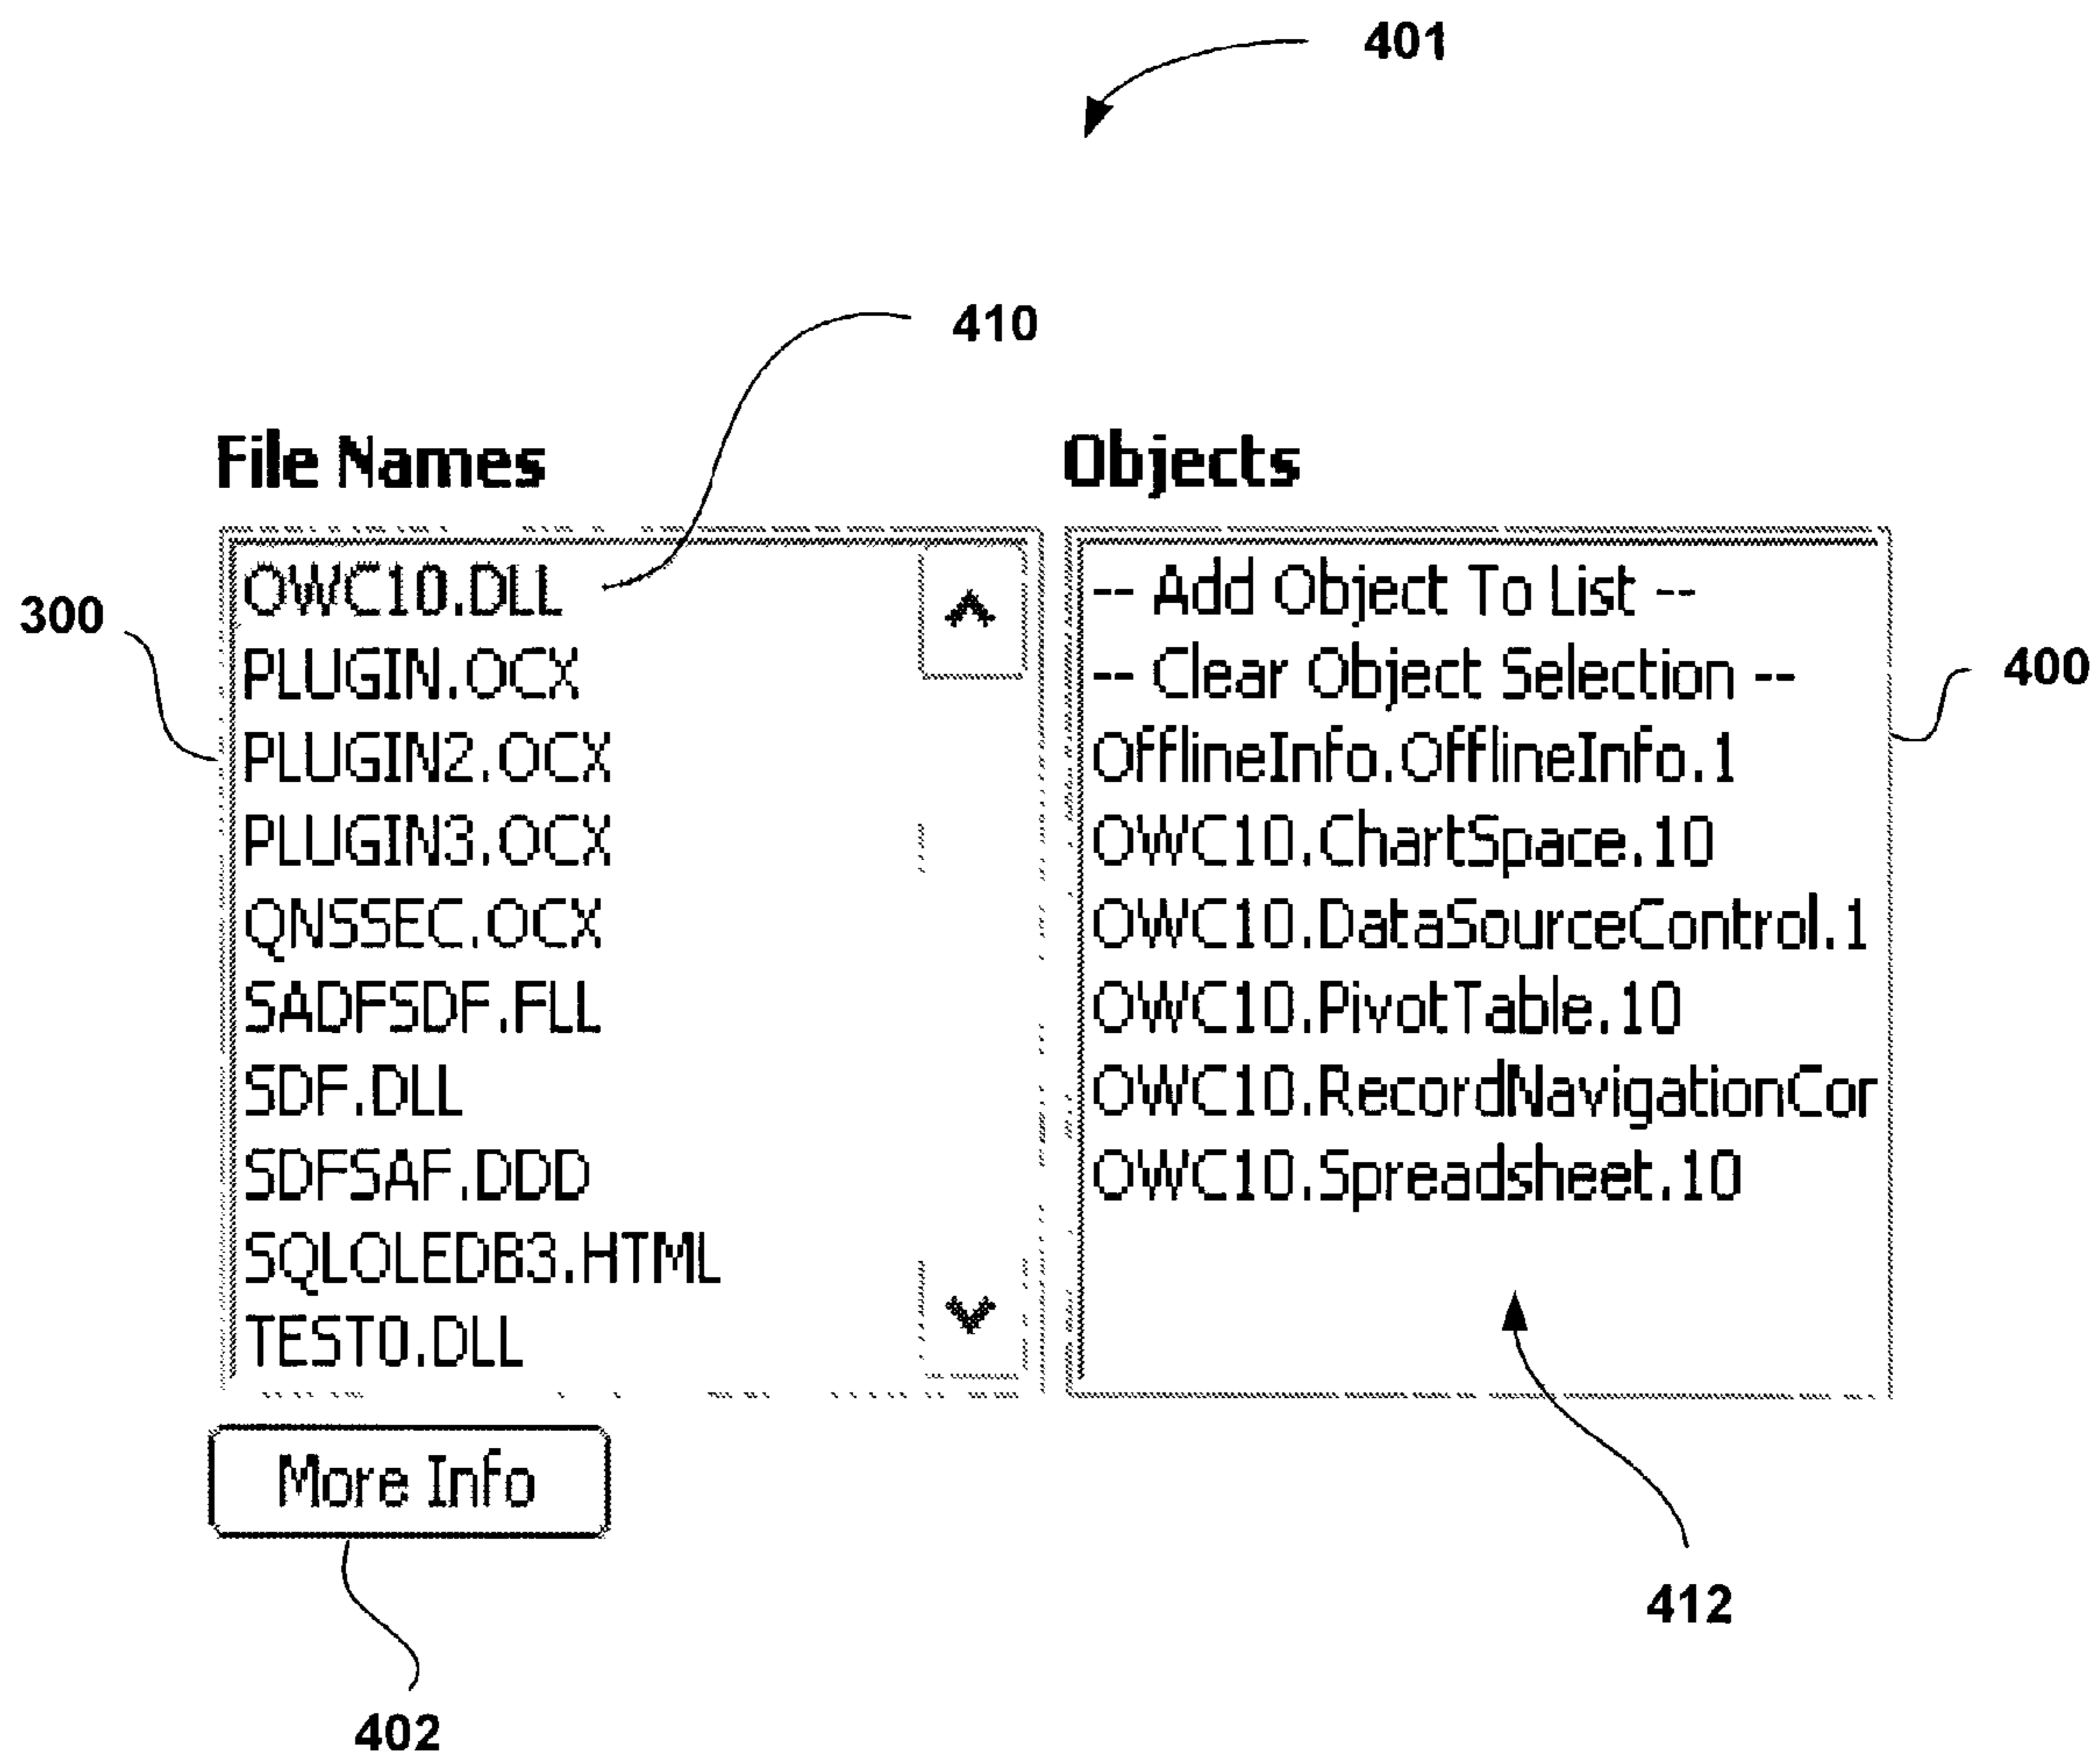 401
410
File Names
Objects
300
OWC10.DLL
PLUGIN.OCX
PLUGIN2.OCX
PLUGIN3.OCX
QNSSEC.OCX
SADFSDF.FLL
SDF.DLL
SDFSAF.DDD
SQLOLEDB3.HTML
TEST0.DLL
-- Add Object To List --
-- Clear Object Selection --
OfflineInfo.OfflineInfo.1
OWC10.ChartSpace.10
OWC10.DataSourceControl.1
OWC10.PivotTable.10
OWC10.RecordNavigationCor
OWC10.Spreadsheet.10
400
More Info
412
402